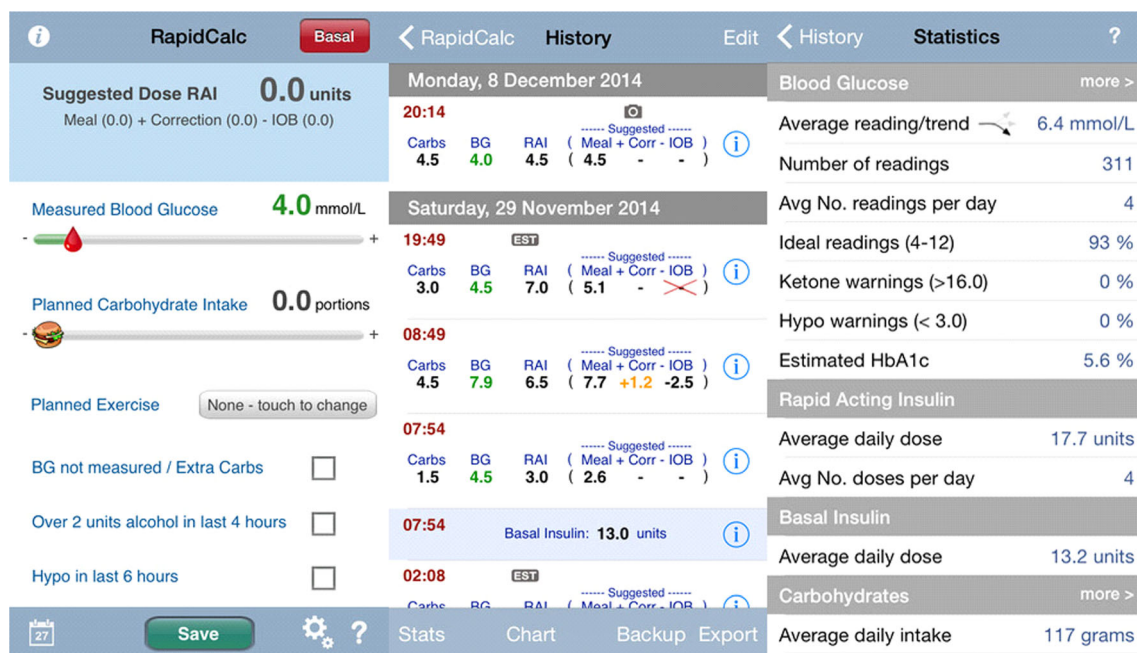 RapidCalc
Basal
Suggested Dose RAI 0.0 units
Meal (0.0) + Correction (0.0) - IOB (0.0)
Measured Blood Glucose 4.0 mmol/L
- +
Planned Carbohydrate Intake 0.0 portions
- +
Planned Exercise None - touch to change
BG not measured / Extra Carbs
Over 2 units alcohol in last 4 hours
Hypo in last 6 hours
27 Save ?
RapidCalc History Edit
Monday, 8 December 2014
20:14
------ Suggested ------
Carbs BG RAI ( Meal + Corr - IOB )
4.5 4.0 4.5 ( 4.5 - - )
Saturday, 29 November 2014
19:49 EST
------ Suggested ------
Carbs BG RAI ( Meal + Corr - IOB )
3.0 4.5 7.0 ( 5.1 - - )
08:49
------ Suggested ------
Carbs BG RAI ( Meal + Corr - IOB )
4.5 7.9 6.5 ( 7.7 +1.2 -2.5 )
07:54
------ Suggested ------
Carbs BG RAI ( Meal + Corr - IOB )
1.5 4.5 3.0 ( 2.6 - - )
07:54
Basal Insulin: 13.0 units
02:08 EST
------ Suggested ------
Carbs BG RAI ( Meal + Corr - IOB )
Stats Chart Backup Export
History Statistics ?
Blood Glucose more >
Average reading/trend 6.4 mmol/L
Number of readings 311
Avg No. readings per day 4
Ideal readings (4-12) 93 %
Ketone warnings (>16.0) 0 %
Hypo warnings (< 3.0) 0 %
Estimated HbA1c 5.6 %
Rapid Acting Insulin
Average daily dose 17.7 units
Avg No. doses per day 4
Basal Insulin
Average daily dose 13.2 units
Carbohydrates more >
Average daily intake 117 grams